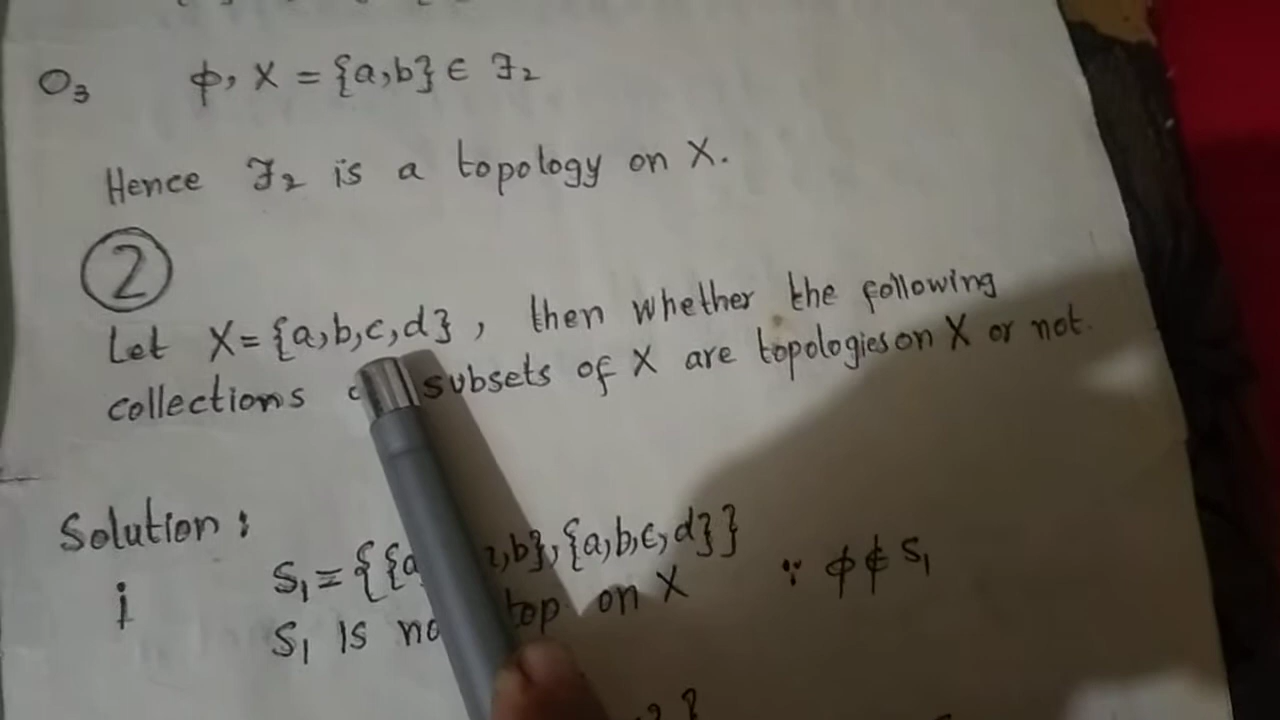 O3 ϕ, X = {a,b} ∈ ℑ2
Hence ℑ2 is a topology on X.
2
Let X = {a,b,c,d}, then whether the following
collections subsets of X are topologies on X or not.
Solution:
i S1 = {{a ,b},{a,b,c,d}}
S1 is top on X ∵ ϕ ∉ S1